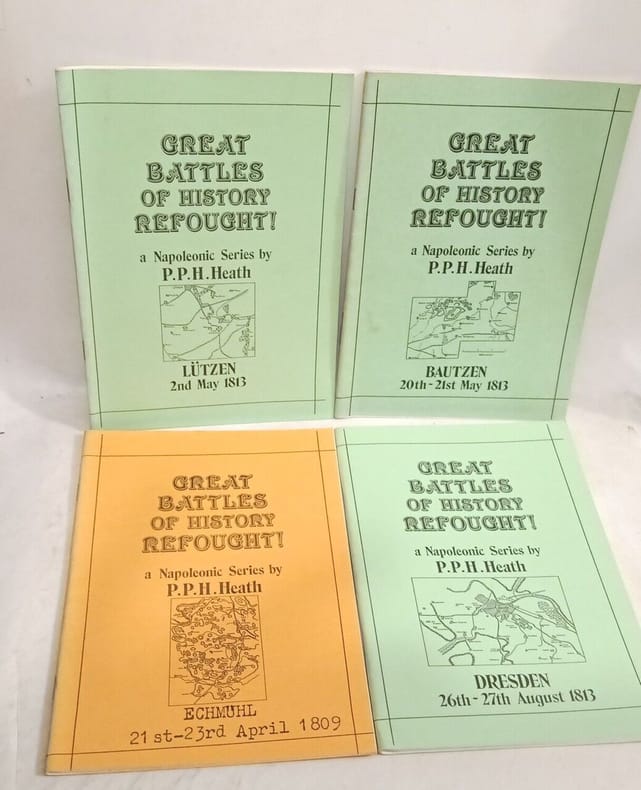 GREAT
BATTLES
OF HISTORY
REFOUGHT!
a Napoleonic Series by
P.P.H.Heath
LÜTZEN
2nd May 1813
GREAT
BATTLES
OF HISTORY
REFOUGHT!
a Napoleonic Series by
P.P.H.Heath
BAUTZEN
20th-21st May 1813
GREAT
BATTLES
OF HISTORY
REFOUGHT!
a Napoleonic Series by
P.P.H.Heath
ECHMUHL
21st-23rd April 1809
GREAT
BATTLES
OF HISTORY
REFOUGHT!
a Napoleonic Series by
P.P.H.Heath
DRESDEN
26th-27th August 1813